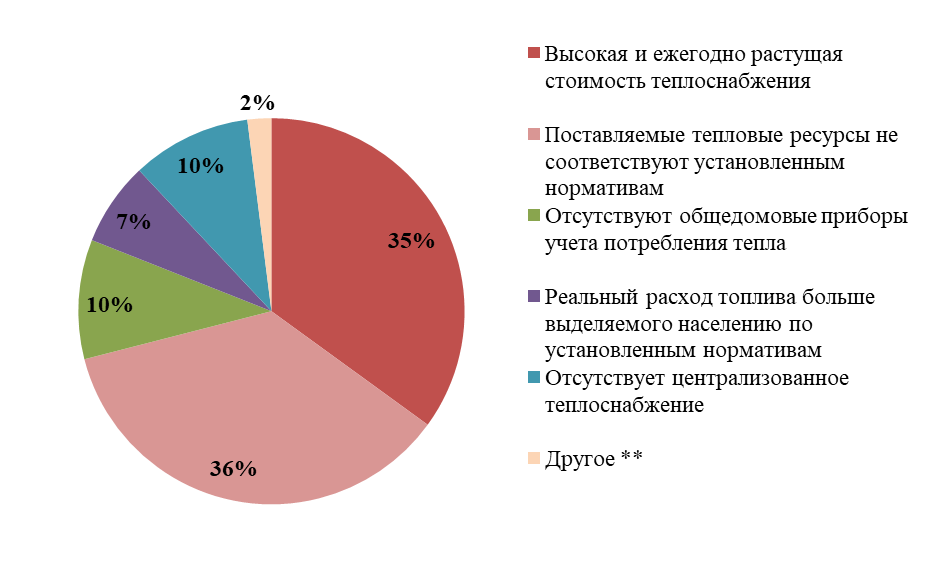 Высокая и ежегодно растущая
стоимость теплоснабжения
Поставляемые тепловые ресурсы не
соответствуют установленным
нормативам
Отсутствуют общедомовые приборы
учета потребления тепла
Реальный расход топлива больше
выделяемого населению по
установленным нормативам
Отсутствует централизованное
теплоснабжение
Другое **
2%
10%
7%
35%
10%
36%